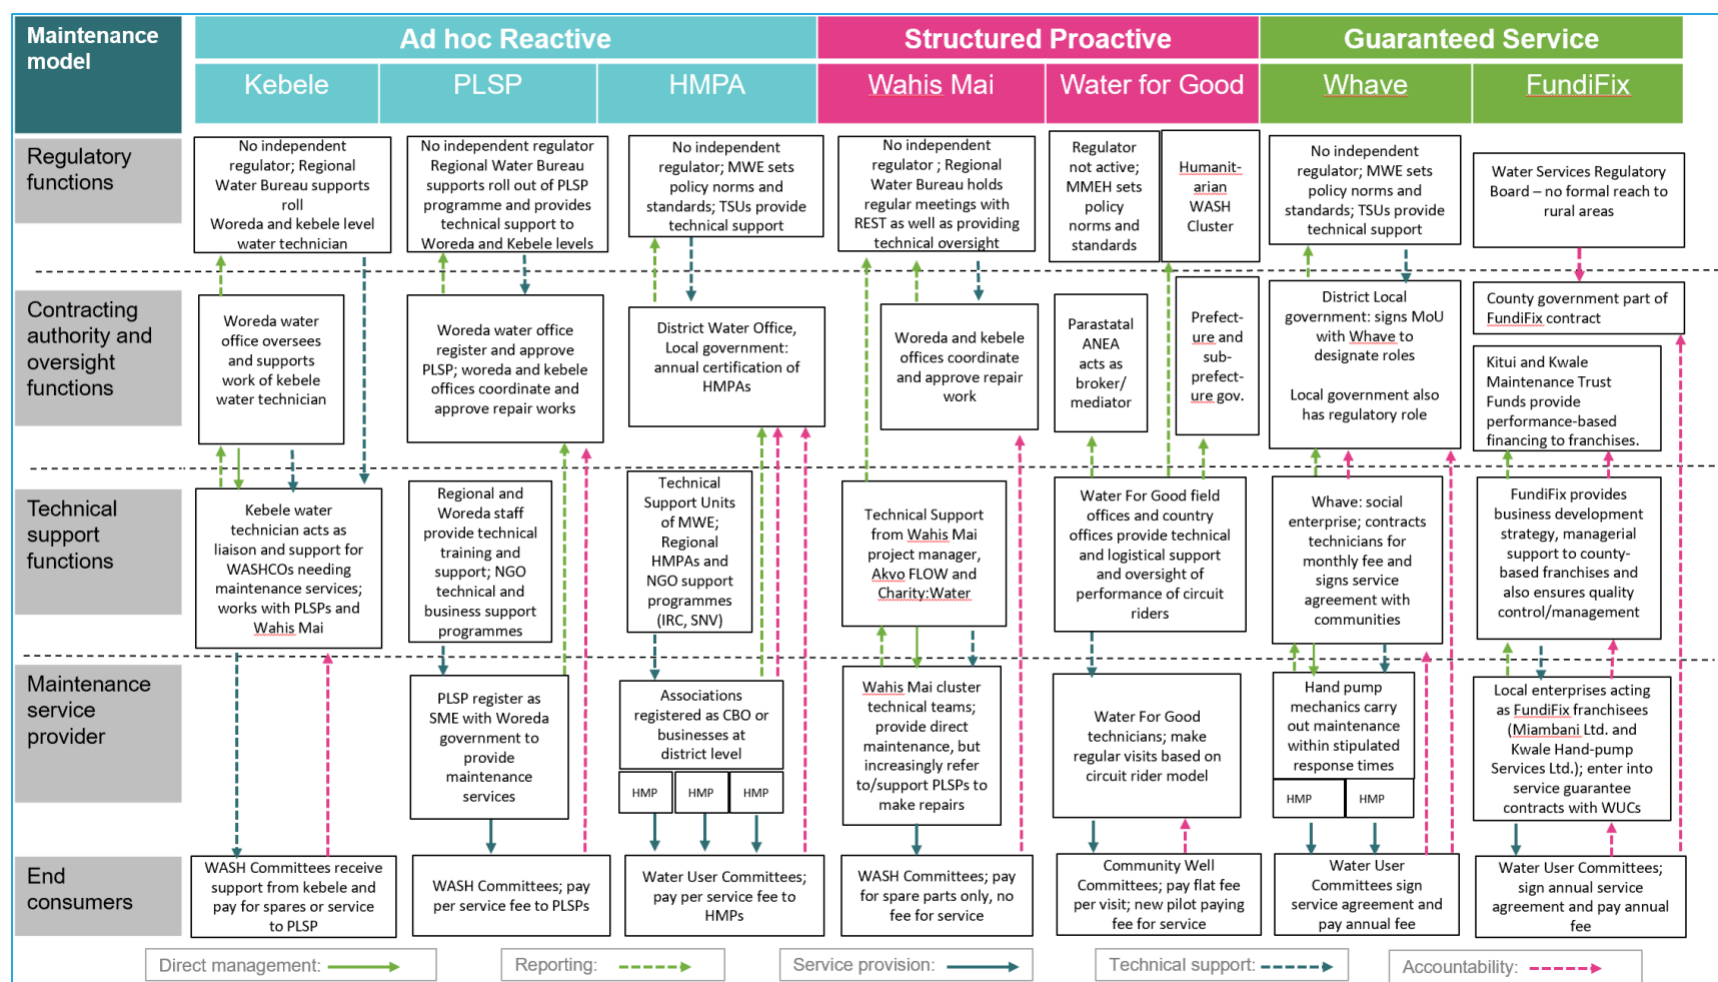 Maintenance
model
Ad hoc Reactive
Structured Proactive
Guaranteed Service
Kebele
PLSP
HMPA
Wahis Mai
Water for Good
Whave
FundiFix
Regulatory
functions
No independent
regulator; Regional
Water Bureau supports
roll
Woreda and kebele level
water technician
No independent regulator
Regional Water Bureau
supports roll out of PLSP
programme and provides
technical support to
Woreda and Kebele levels
No independent
regulator; MWE sets
policy norms and
standards; TSUs provide
technical support
No independent
regulator ; Regional
Water Bureau holds
regular meetings with
REST as well as providing
technical oversight
Regulator
not active;
MMEH sets
policy
norms and
standards
Humanit-
arian
WASH
Cluster
No independent
regulator; MWE sets
policy norms and
standards; TSUs provide
technical support
Water Services Regulatory
Board – no formal reach to
rural areas
Contracting
authority and
oversight
functions
Woreda water
office oversees
and supports
work of kebele
water technician
Woreda water office
register and approve
PLSP; woreda and kebele
offices coordinate and
approve repair works
District Water Office,
Local government:
annual certification of
HMPAs
Woreda and kebele
offices coordinate
and approve repair
work
Parastatal
ANEA
acts as
broker/
mediator
Prefect-
ure and
sub-
prefect-
ure gov.
District Local
government: signs MoU
with Whave to
designate roles
Local government also
has regulatory role
County government part of
FundiFix contract
Kitui and Kwale
Maintenance Trust
Funds provide
performance-based
financing to franchises.
Technical
support
functions
Kebele water
technician acts as
liaison and support for
WASHCOs needing
maintenance services;
works with PLSPs and
Wahis Mai
Regional and
Woreda staff
provide technical
training and
support; NGO
technical and
business support
programmes
Technical
Support Units
of MWE;
Regional
HMPAs and
NGO support
programmes
(IRC, SNV)
Technical Support
from Wahis Mai
project manager,
Akvo FLOW and
Charity:Water
Water For Good field
offices and country
offices provide technical
and logistical support
and oversight of
performance of circuit
riders
Whave: social
enterprise; contracts
technicians for
monthly fee and
signs service
agreement with
communities
FundiFix provides
business development
strategy, managerial
support to county-
based franchises and
also ensures quality
control/management
Maintenance
service
provider
PLSP register as
SME with Woreda
government to
provide
maintenance
services
Associations
registered as CBO or
businesses at
district level
HMP
HMP
HMP
Wahis Mai cluster
technical teams;
provide direct
maintenance, but
increasingly refer
to/support PLSPs to
make repairs
Water For Good
technicians; make
regular visits based on
circuit rider model
Hand pump
mechanics carry
out maintenance
within stipulated
response times
HMP
HMP
Local enterprises acting
as FundiFix franchisees
(Miambani Ltd. and
Kwale Hand-pump
Services Ltd.); enter into
service guarantee
contracts with WUCs
End
consumers
WASH Committees receive
support from kebele and
pay for spares or service
to PLSP
WASH Committees; pay
per service fee to PLSPs
Water User Committees;
pay per service fee to
HMPs
WASH Committees; pay
for spare parts only, no
fee for service
Community Well
Committees; pay flat fee
per visit; new pilot paying
fee for service
Water User
Committees sign
service agreement and
pay annual fee
Water User Committees;
sign annual service
agreement and pay annual
fee
Direct management:
Reporting:
Service provision:
Technical support:
Accountability: